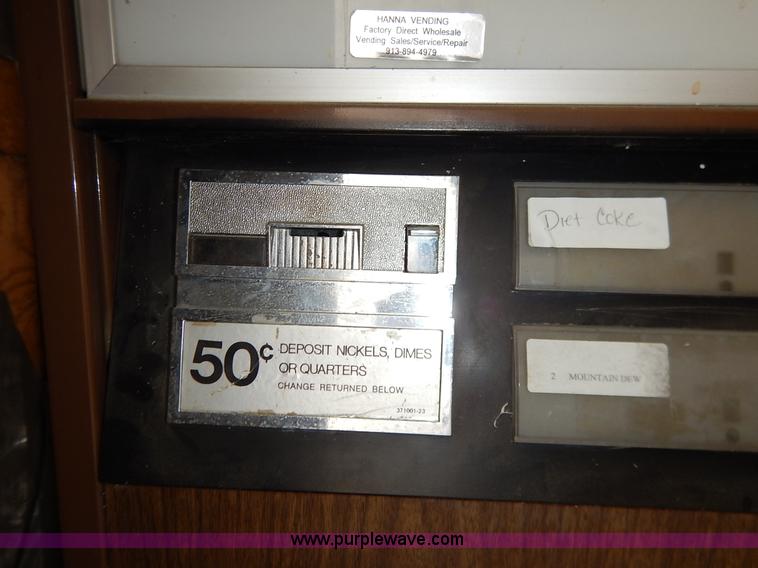 HANNA VENDING
Factory Direct Wholesale
Vending Sales/Service/Repair
913-894-4979
Diet Coke
50¢ DEPOSIT NICKELS, DIMES
OR QUARTERS
CHANGE RETURNED BELOW
371001-23
2 MOUNTAIN DEW
www.purplewave.com